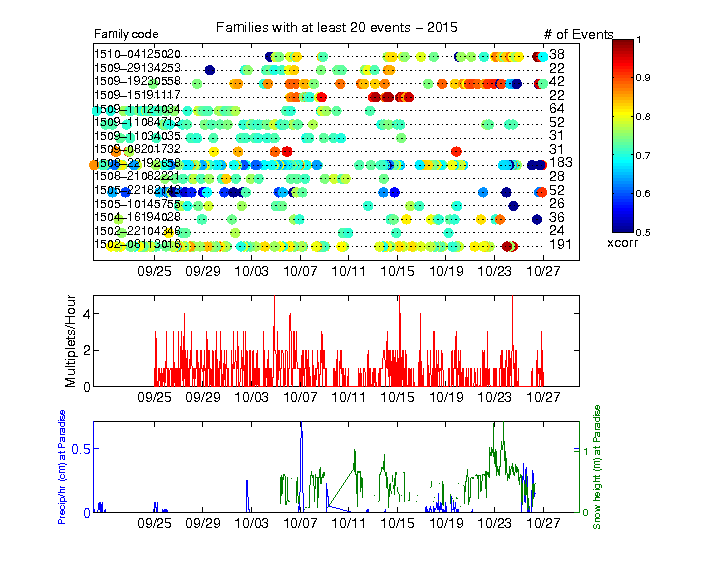 Families with at least 20 events - 2015
Family code
# of Events
1510-04125020 38
1509-29134253 22
1509-19230558 42
1509-15191117 22
1509-11124034 64
1509-11084712 52
1509-11034035 31
1509-08201732 31
1508-22192658 183
1508-21082221 28
52
1505-10145755 26
1504-16194028 36
1502-22104346 24
1502-08113018 191
09/25 09/29 10/03 10/07 10/11 10/15 10/19 10/23 10/27
1
0.9
0.8
0.7
0.6
0.5
xcorr
Multiplets/Hour
4
2
0
09/25 09/29 10/03 10/07 10/11 10/15 10/19 10/23 10/27
Precip/hr (cm) at Paradise
0.5
0
Snow height (m) at Paradise
1
0
09/25 09/29 10/03 10/07 10/11 10/15 10/19 10/23 10/27